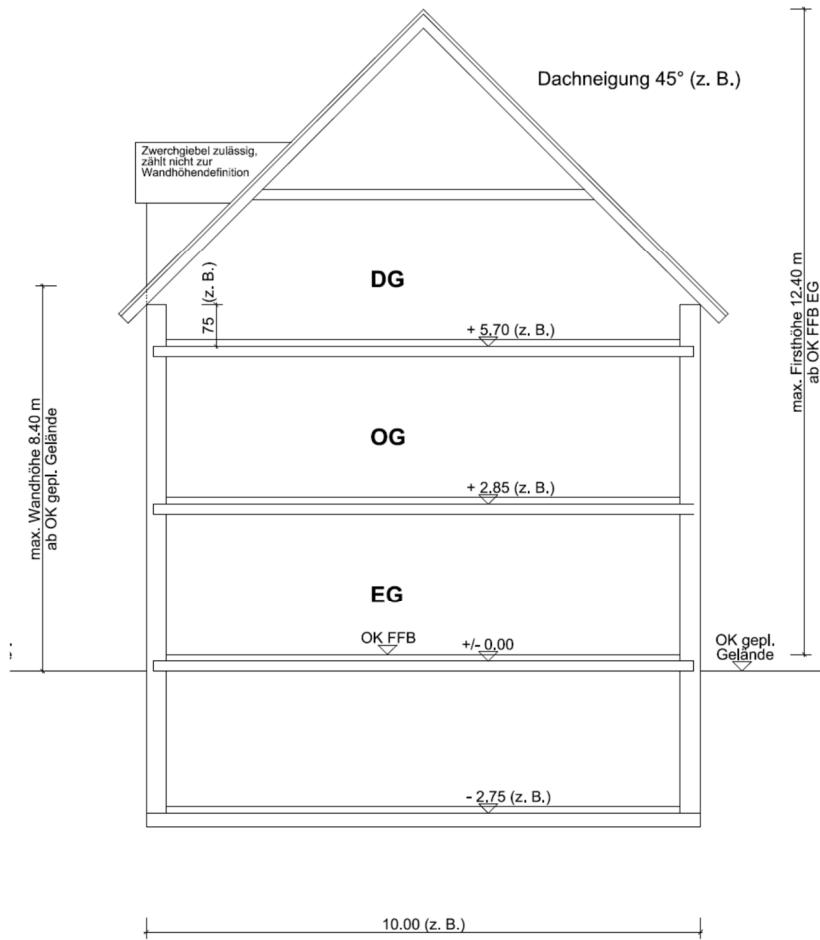 Dachneigung 45° (z. B.)
Zwerchgiebel zulässig,
zählt nicht zur
Wandhöhendefinition
DG
75 (z. B.)
+ 5,70 (z. B.)
max. Firsthöhe 12.40 m
ab OK FFB EG
max. Wandhöhe 8.40 m
ab OK gepl. Gelände
OG
+ 2,85 (z. B.)
EG
OK FFB
+/- 0,00
OK gepl.
Gelände
- 2,75 (z. B.)
10.00 (z. B.)